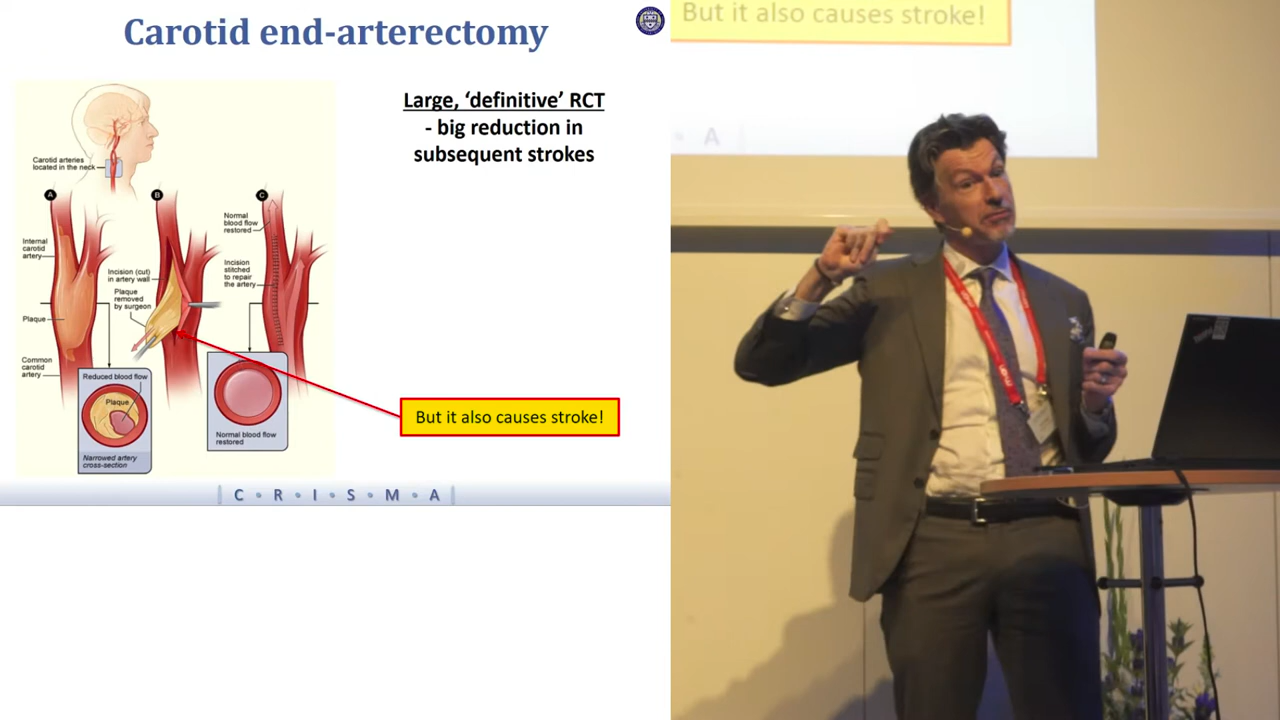 Carotid end-arterectomy
Large, ‘definitive’ RCT
- big reduction in
subsequent strokes
Carotid arteries
located in the neck
A
B
C
Normal
blood flow
restored
Internal
carotid
artery
Incision (cut)
in artery wall
Incision
stitched
to repair
the artery
Plaque
removed
by surgeon
Plaque
Common
carotid
artery
Reduced blood flow
Plaque
Narrowed artery
cross-section
Normal blood flow
restored
But it also causes stroke!
C • R • I • S • M • A
But it also causes stroke!
A